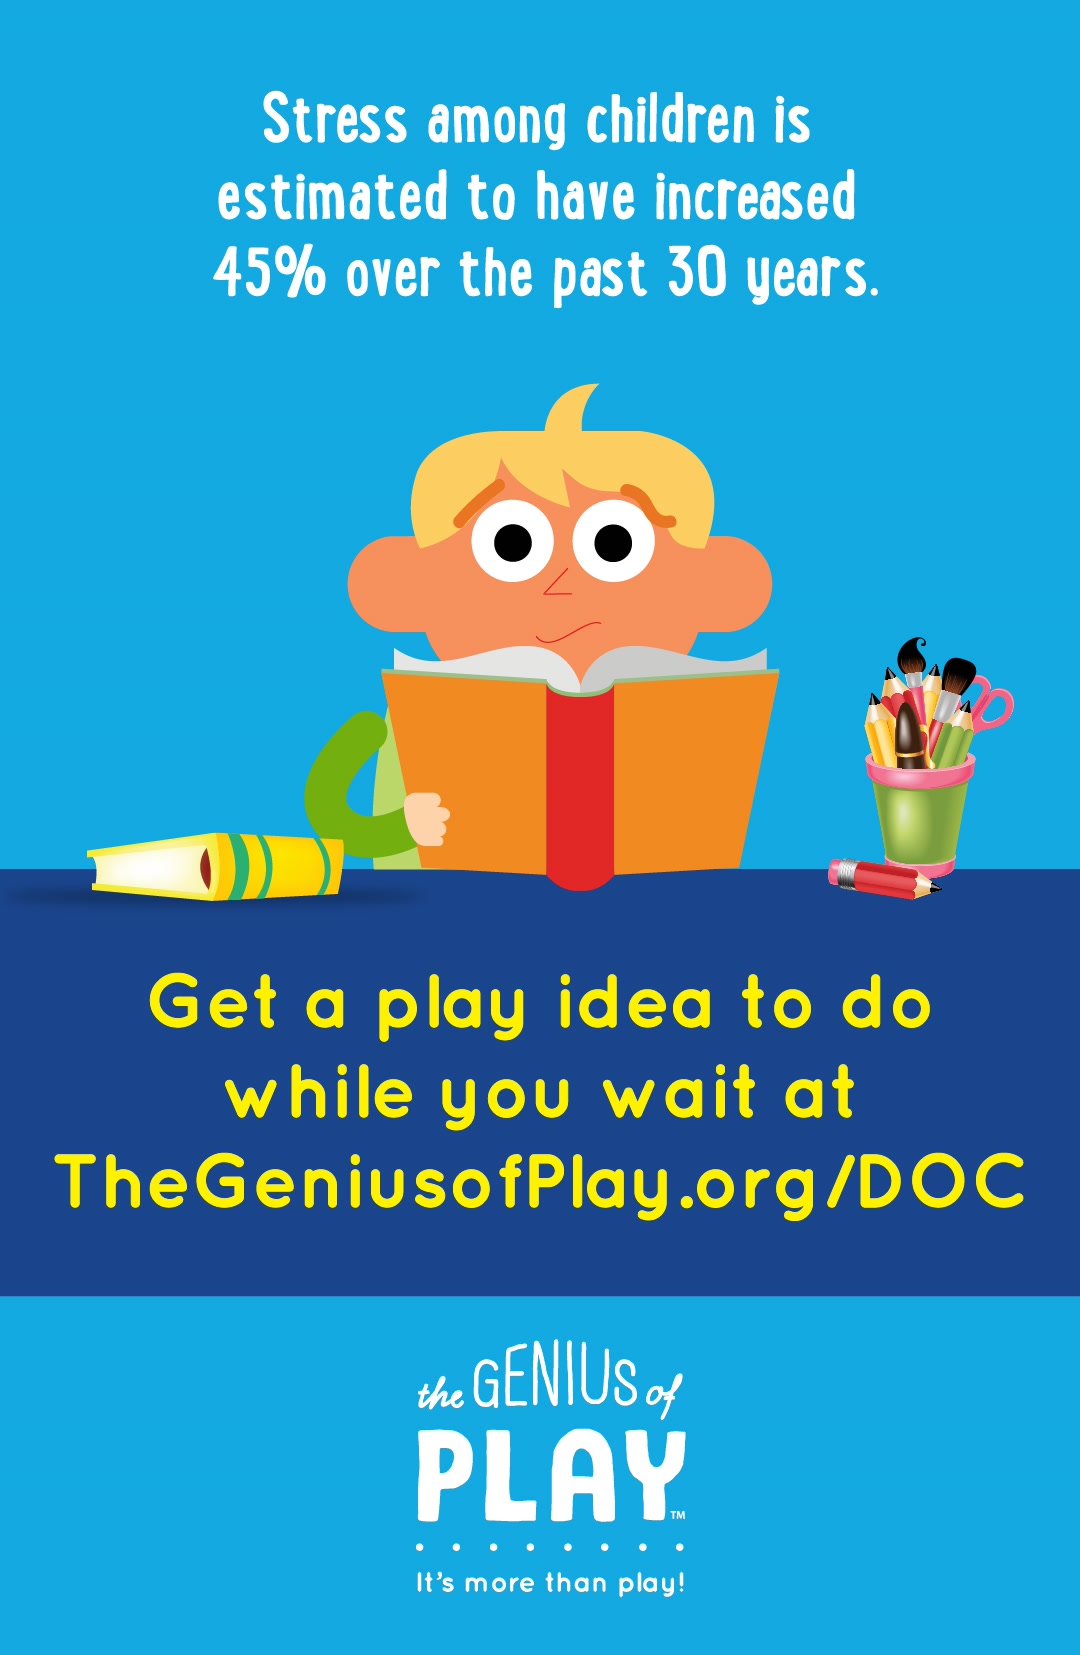 Stress among children is
estimated to have increased
45% over the past 30 years.
Get a play idea to do
while you wait at
TheGeniusofPlay.org/DOC
the GENIUS of
PLAY™
It's more than play!